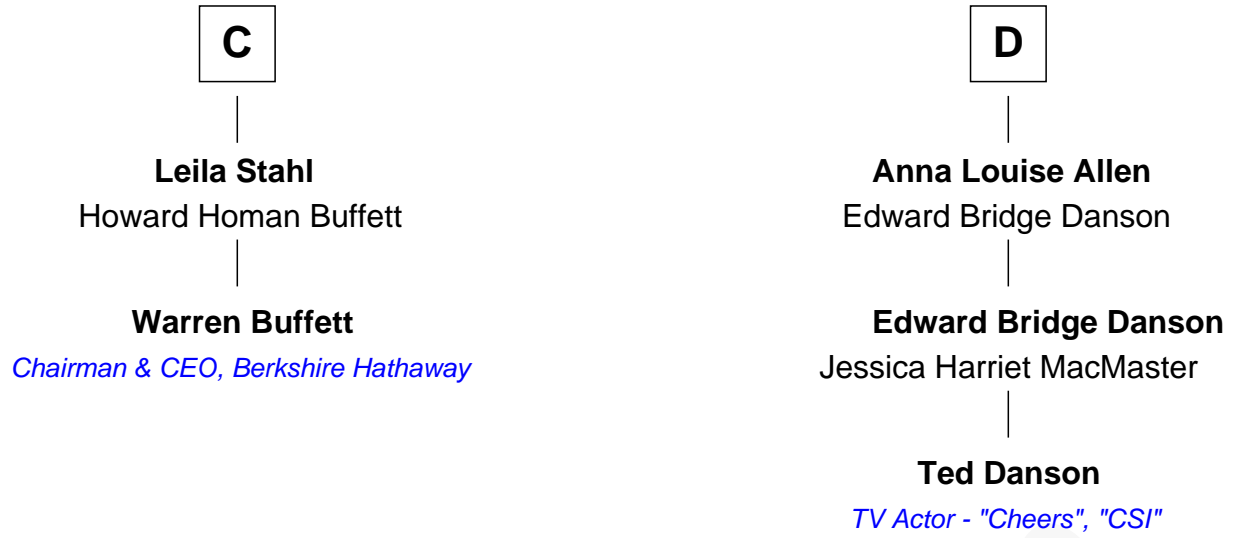 C
Leila Stahl
Howard Homan Buffett
Warren Buffett
Chairman & CEO, Berkshire Hathaway
D
Anna Louise Allen
Edward Bridge Danson
Edward Bridge Danson
Jessica Harriet MacMaster
Ted Danson
TV Actor - "Cheers", "CSI"